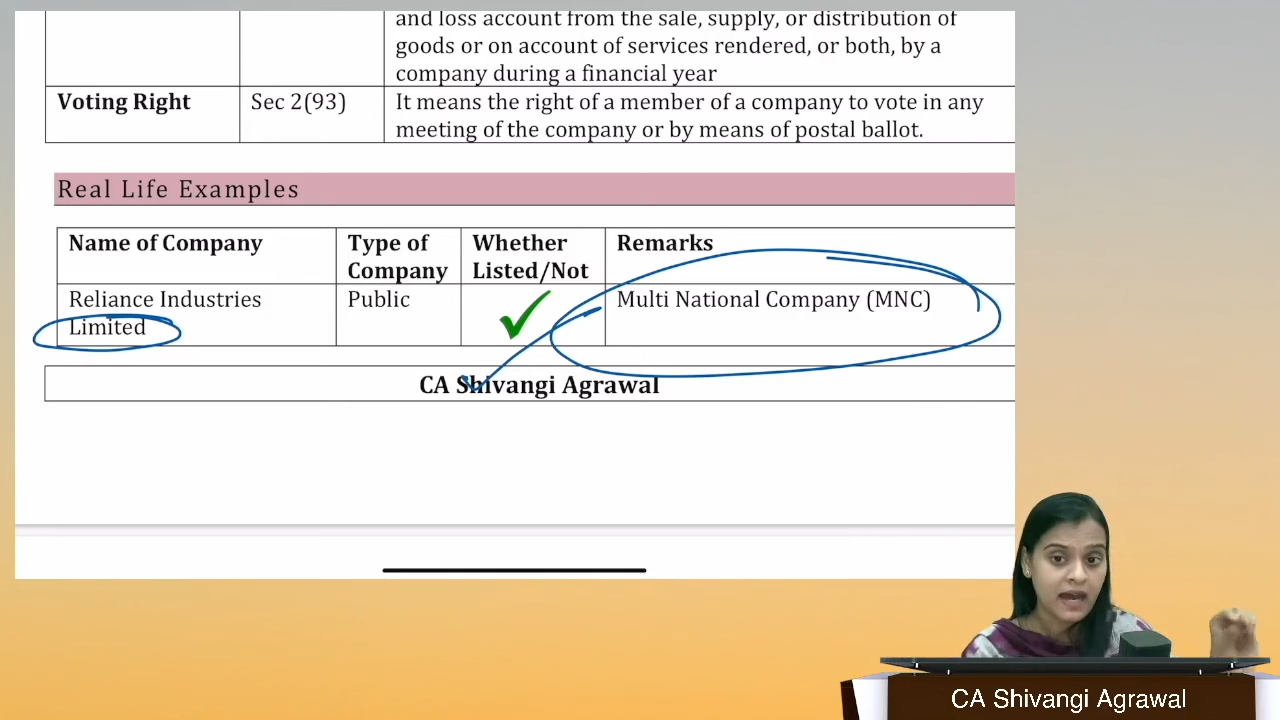 and loss account from the sale, supply, or distribution of
goods or on account of services rendered, or both, by a
company during a financial year
Voting Right Sec 2(93) It means the right of a member of a company to vote in any
meeting of the company or by means of postal ballot.
Real Life Examples
Name of Company Type of Whether Remarks
Company Listed/Not
Reliance Industries Public Multi National Company (MNC)
Limited
CA Shivangi Agrawal
CA Shivangi Agrawal